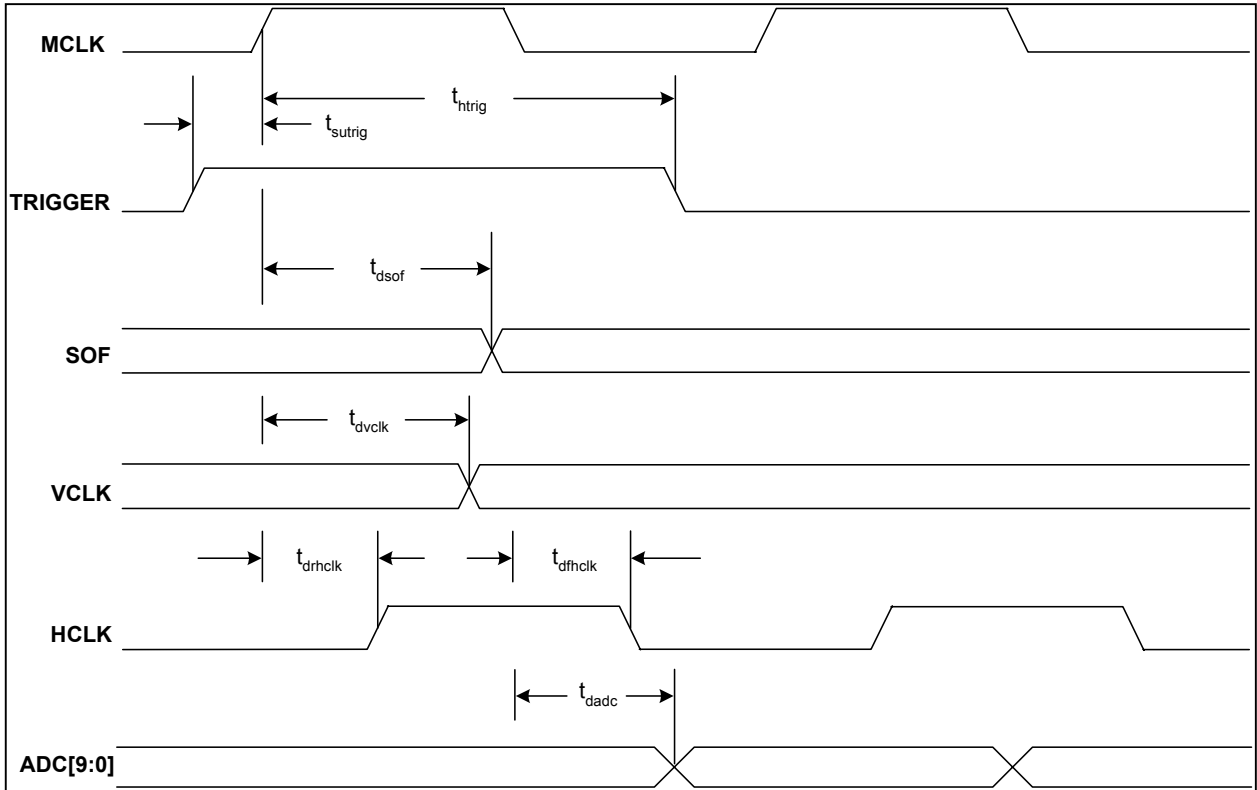 MCLK
t_htrig
t_sutrig
TRIGGER
t_dsof
SOF
t_dvclk
VCLK
t_drhclk t_dfhclk
HCLK
t_dadc
ADC[9:0]